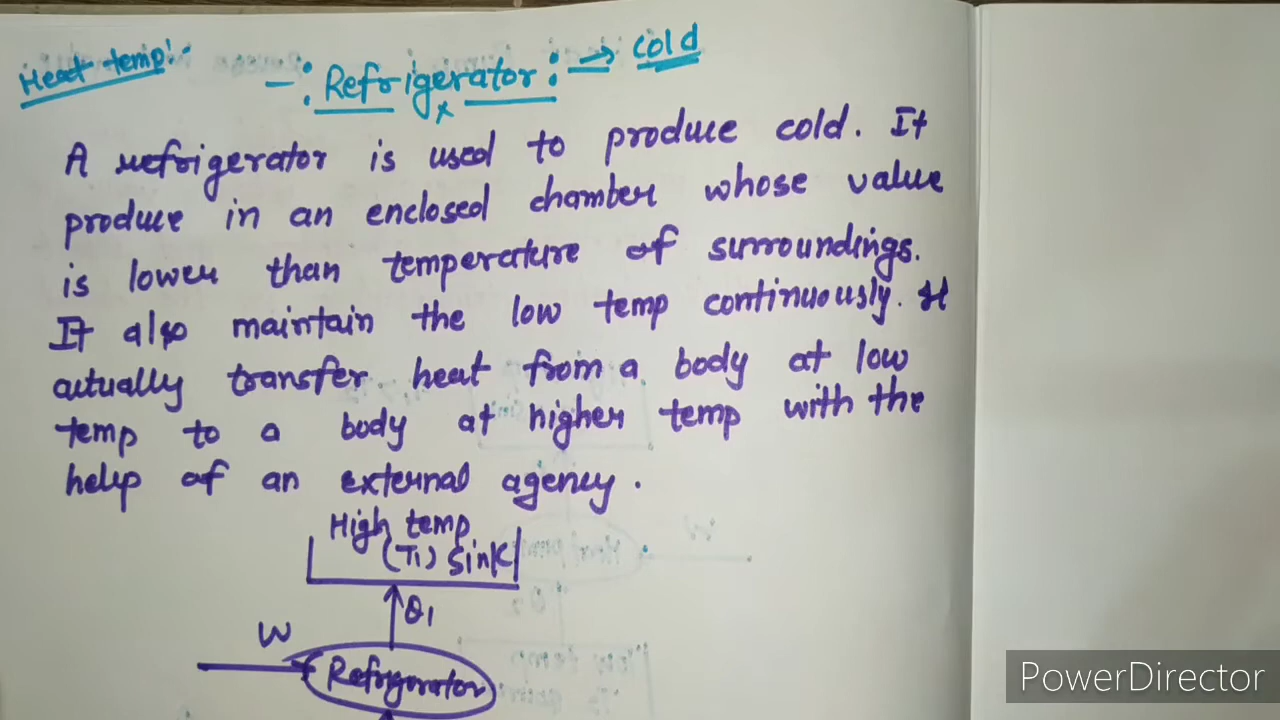 Heat temp:-
-: Refrigerator :- → cold
A refrigerator is used to produce cold. It
produce in an enclosed chamber whose value
is lower than temperature of surroundings.
It also maintain the low temp continuously. It
actually transfer heat from a body at low
temp to a body at higher temp with the
help of an external agency.
High temp
(T1) Sink
Q1
W
Refrigerator
PowerDirector